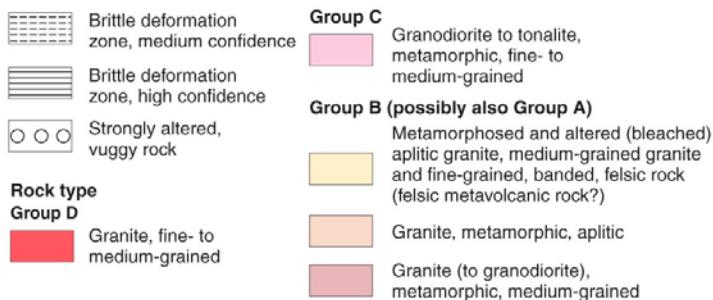 Brittle deformation
zone, medium confidence
Brittle deformation
zone, high confidence
Strongly altered,
vuggy rock
Rock type
Group D
Granite, fine- to
medium-grained
Group C
Granodiorite to tonalite,
metamorphic, fine- to
medium-grained
Group B (possibly also Group A)
Metamorphosed and altered (bleached)
aplitic granite, medium-grained granite
and fine-grained, banded, felsic rock
(felsic metavolcanic rock?)
Granite, metamorphic, aplitic
Granite (to granodiorite),
metamorphic, medium-grained